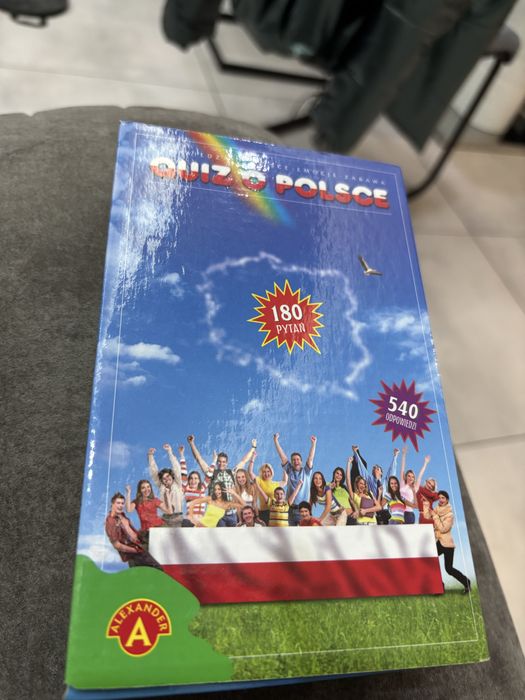 QUIZ O POLSCE
180
PYTAŃ
540
ODPOWIEDZI
ALEXANDER
A